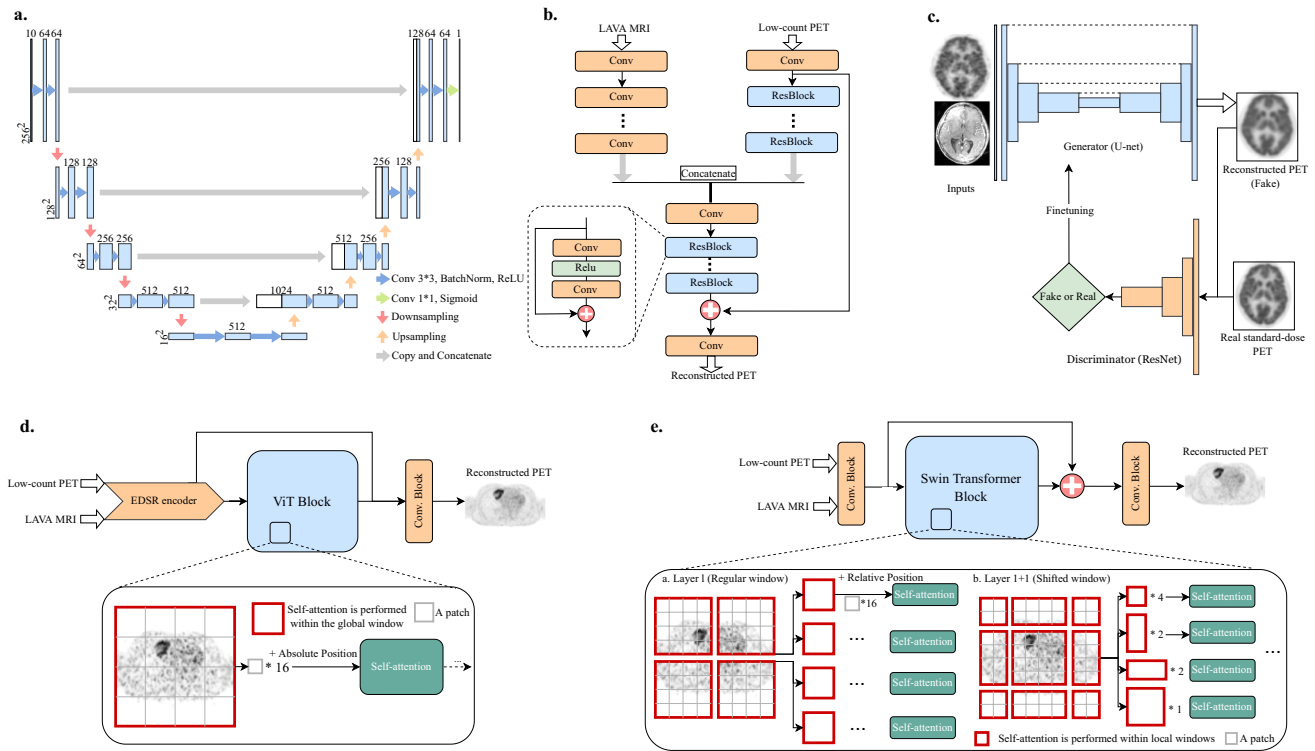 a.
10 64 64
128 64 64 1
256²
128 128
256 128
128²
256 256
512 256
64²
512 512
1024 512
32²
512
16²
Conv 3*3, BatchNorm, ReLU
Conv 1*1, Sigmoid
Downsampling
Upsampling
Copy and Concatenate
b.
LAVA MRI
Low-count PET
Conv
Conv
Conv
ResBlock
ResBlock
Concatenate
Conv
ResBlock
ResBlock
Conv
Reconstructed PET
Conv
Relu
Conv
c.
Inputs
Generator (U-net)
Reconstructed PET
(Fake)
Finetuning
Fake or Real
Discriminator (ResNet)
Real standard-dose
PET
d.
Low-count PET
LAVA MRI
EDSR encoder
ViT Block
Conv. Block
Reconstructed PET
Self-attention is performed
within the global window
A patch
* 16
+ Absolute Position
Self-attention
...
e.
Low-count PET
LAVA MRI
Conv. Block
Swin Transformer
Block
Conv. Block
Reconstructed PET
a. Layer l (Regular window)
+ Relative Position
*16
Self-attention
... Self-attention
... Self-attention
... Self-attention
b. Layer l+1 (Shifted window)
* 4 Self-attention
* 2 Self-attention
...
* 2 Self-attention
* 1 Self-attention
Self-attention is performed within local windows
A patch